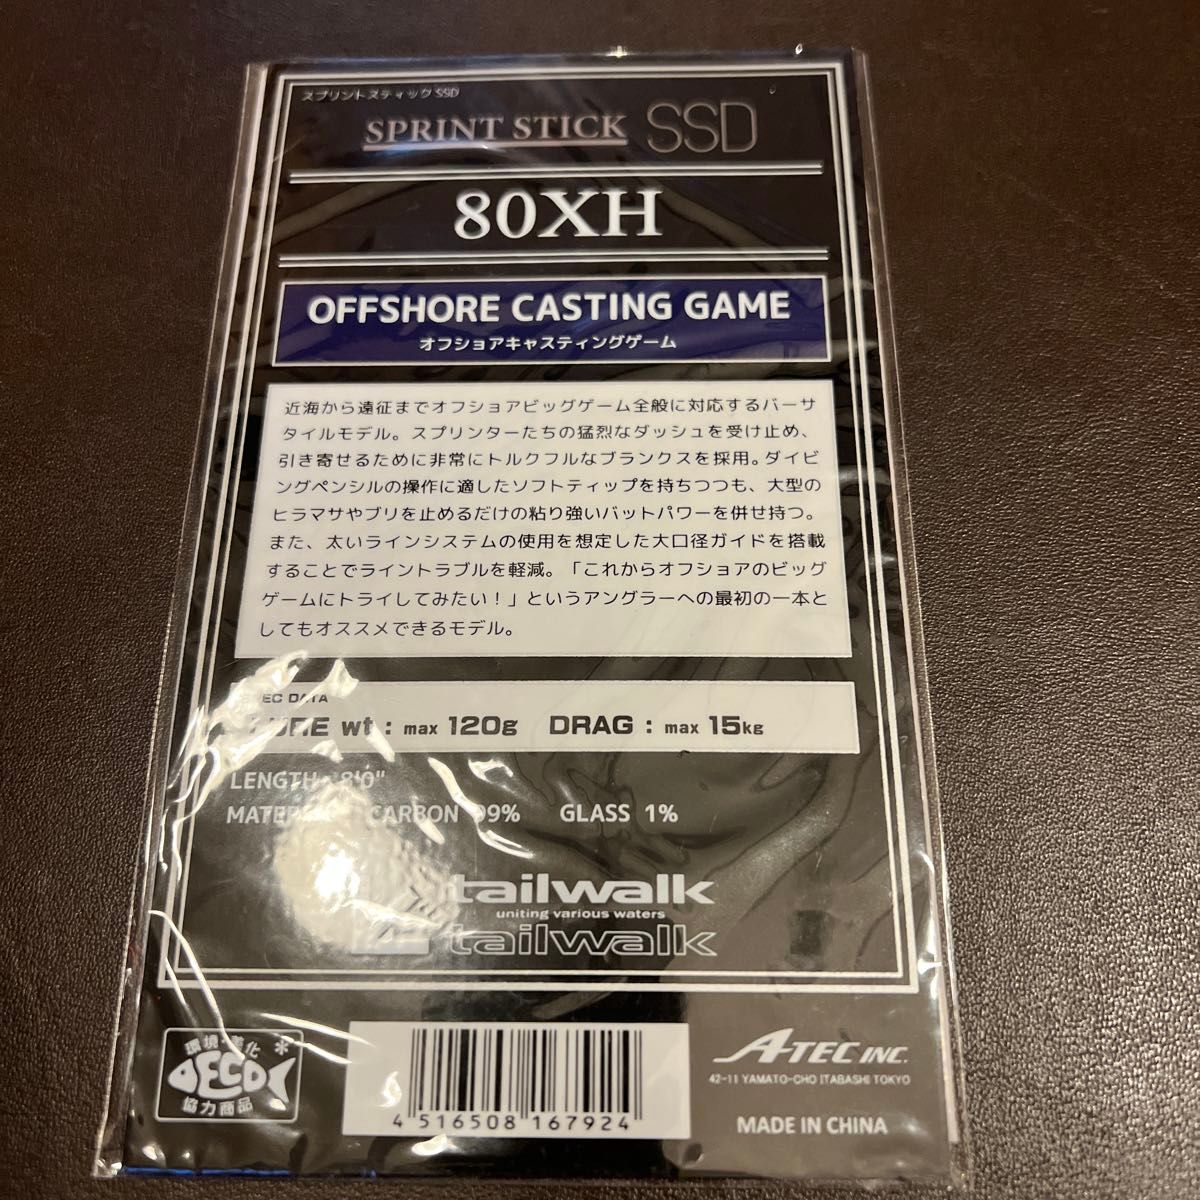 スプリントスティック SSD
SPRINT STICK SSD
80XH
OFFSHORE CASTING GAME
オフショアキャスティングゲーム
近海から遠征までオフショアビッグゲーム全般に対応するバーサ
タイルモデル。スプリンターたちの猛烈なダッシュを受け止め、
引き寄せるために非常にトルクフルなブランクスを採用。ダイビ
ングペンシルの操作に適したソフトティップを持ちつつも、大型の
ヒラマサやブリを止めるだけの粘り強いバットパワーを併せ持つ。
また、太いラインシステムの使用を想定した大口径ガイドを搭載
することでライントラブルを軽減。「これからオフショアのビッグ
ゲームにトライしてみたい！」というアングラーへの最初の一本と
してもオススメできるモデル。
DATA
wt : max 120g DRAG : max 15kg
LENGTH 8'0"
CARBON 99% GLASS 1%
tailwalk
uniting various waters
tailwalk
環境・美化
ECO
協力商品
4 516508 167924
A-TEC INC.
42-11 YAMATO-CHO ITABASHI TOKYO
MADE IN CHINA